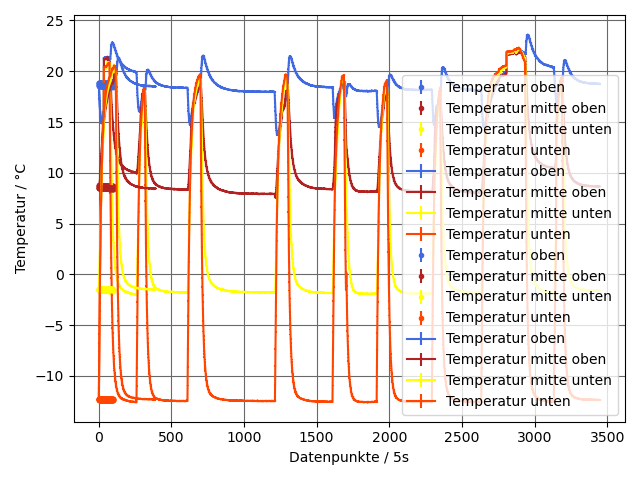 25
20
15
10
5
0
−5
−10
Temperatur / °C
0
500
1000
1500
2000
2500
3000
3500
Datenpunkte / 5s
Temperatur oben
Temperatur mitte oben
Temperatur mitte unten
Temperatur unten
Temperatur oben
Temperatur mitte oben
Temperatur mitte unten
Temperatur unten
Temperatur oben
Temperatur mitte oben
Temperatur mitte unten
Temperatur unten
Temperatur oben
Temperatur mitte oben
Temperatur mitte unten
Temperatur unten